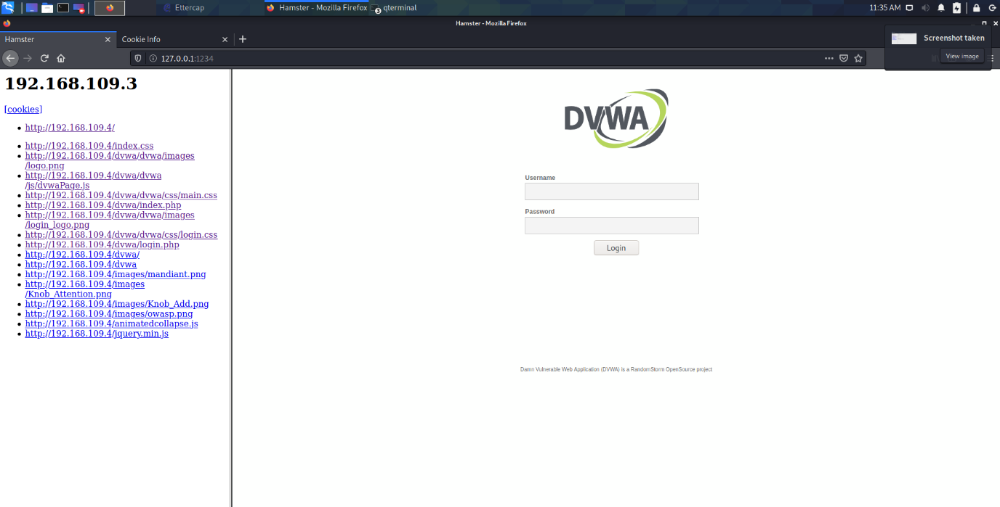 Ettercap
Hamster - Mozilla Firefox
3
qterminal
11:35 AM
Hamster - Mozilla Firefox
Hamster
Cookie Info
Screenshot taken
View image
127.0.0.1:1234
192.168.109.3
[cookies]
http://192.168.109.4/
http://192.168.109.4/index.css
http://192.168.109.4/dvwa/dvwa/images
/logo.png
http://192.168.109.4/dvwa/dvwa
/js/dvwaPage.js
http://192.168.109.4/dvwa/dvwa/css/main.css
http://192.168.109.4/dvwa/index.php
http://192.168.109.4/dvwa/dvwa/images
/login_logo.png
http://192.168.109.4/dvwa/dvwa/css/login.css
http://192.168.109.4/dvwa/login.php
http://192.168.109.4/dvwa/
http://192.168.109.4/dvwa
http://192.168.109.4/images/mandiant.png
http://192.168.109.4/images
/Knob_Attention.png
http://192.168.109.4/images/Knob_Add.png
http://192.168.109.4/images/owasp.png
http://192.168.109.4/animatedcollapse.js
http://192.168.109.4/jquery.min.js
DVWA
Username
Password
Login
Damn Vulnerable Web Application (DVWA) is a RandomStorm OpenSource project